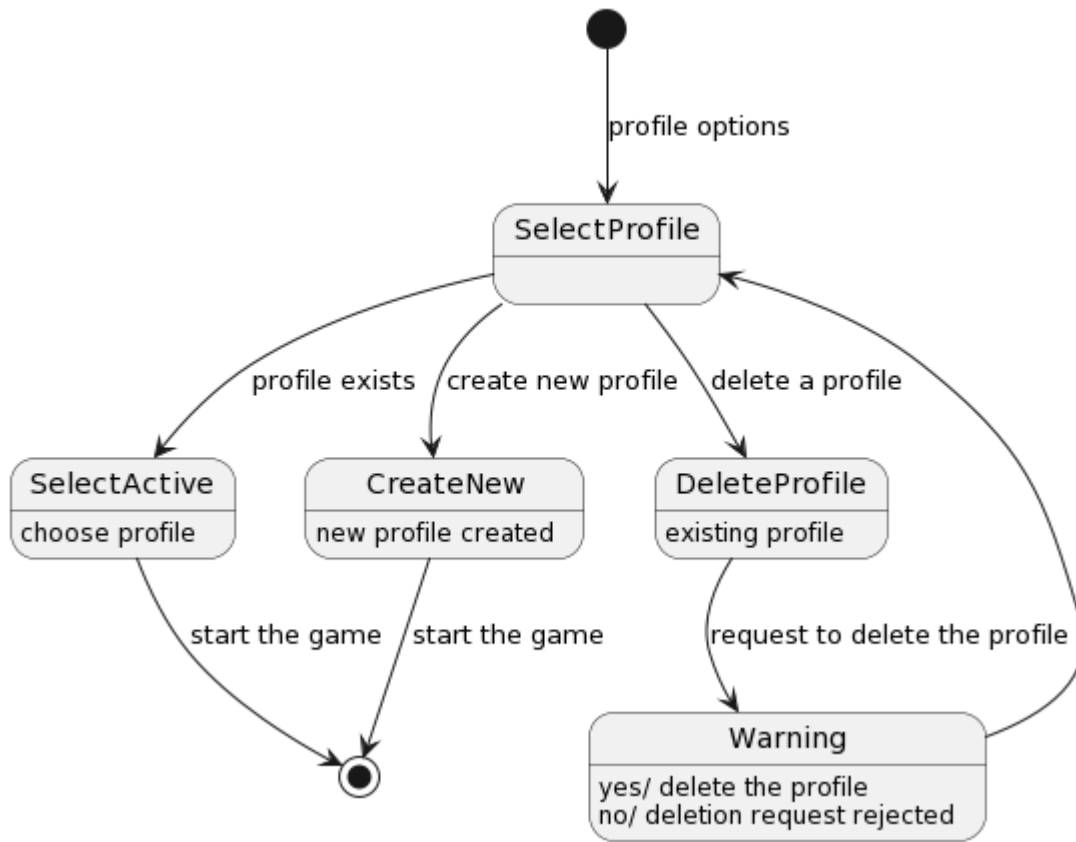 profile options
SelectProfile
profile exists
create new profile
delete a profile
SelectActive
choose profile
CreateNew
new profile created
DeleteProfile
existing profile
start the game
start the game
request to delete the profile
Warning
yes/ delete the profile
no/ deletion request rejected